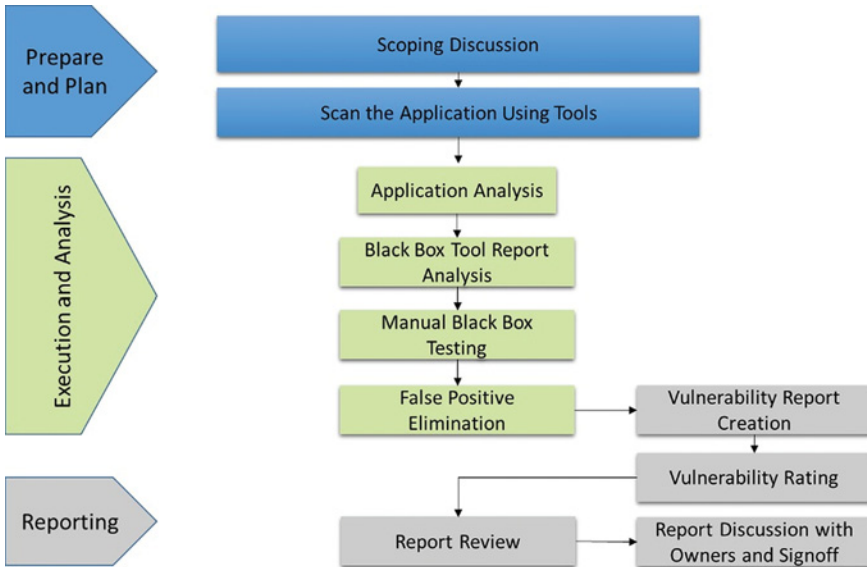 Prepare
and Plan
Scoping Discussion
Scan the Application Using Tools
Execution and Analysis
Application Analysis
Black Box Tool Report
Analysis
Manual Black Box
Testing
False Positive
Elimination
Vulnerability Report
Creation
Vulnerability Rating
Reporting
Report Review
Report Discussion with
Owners and Signoff